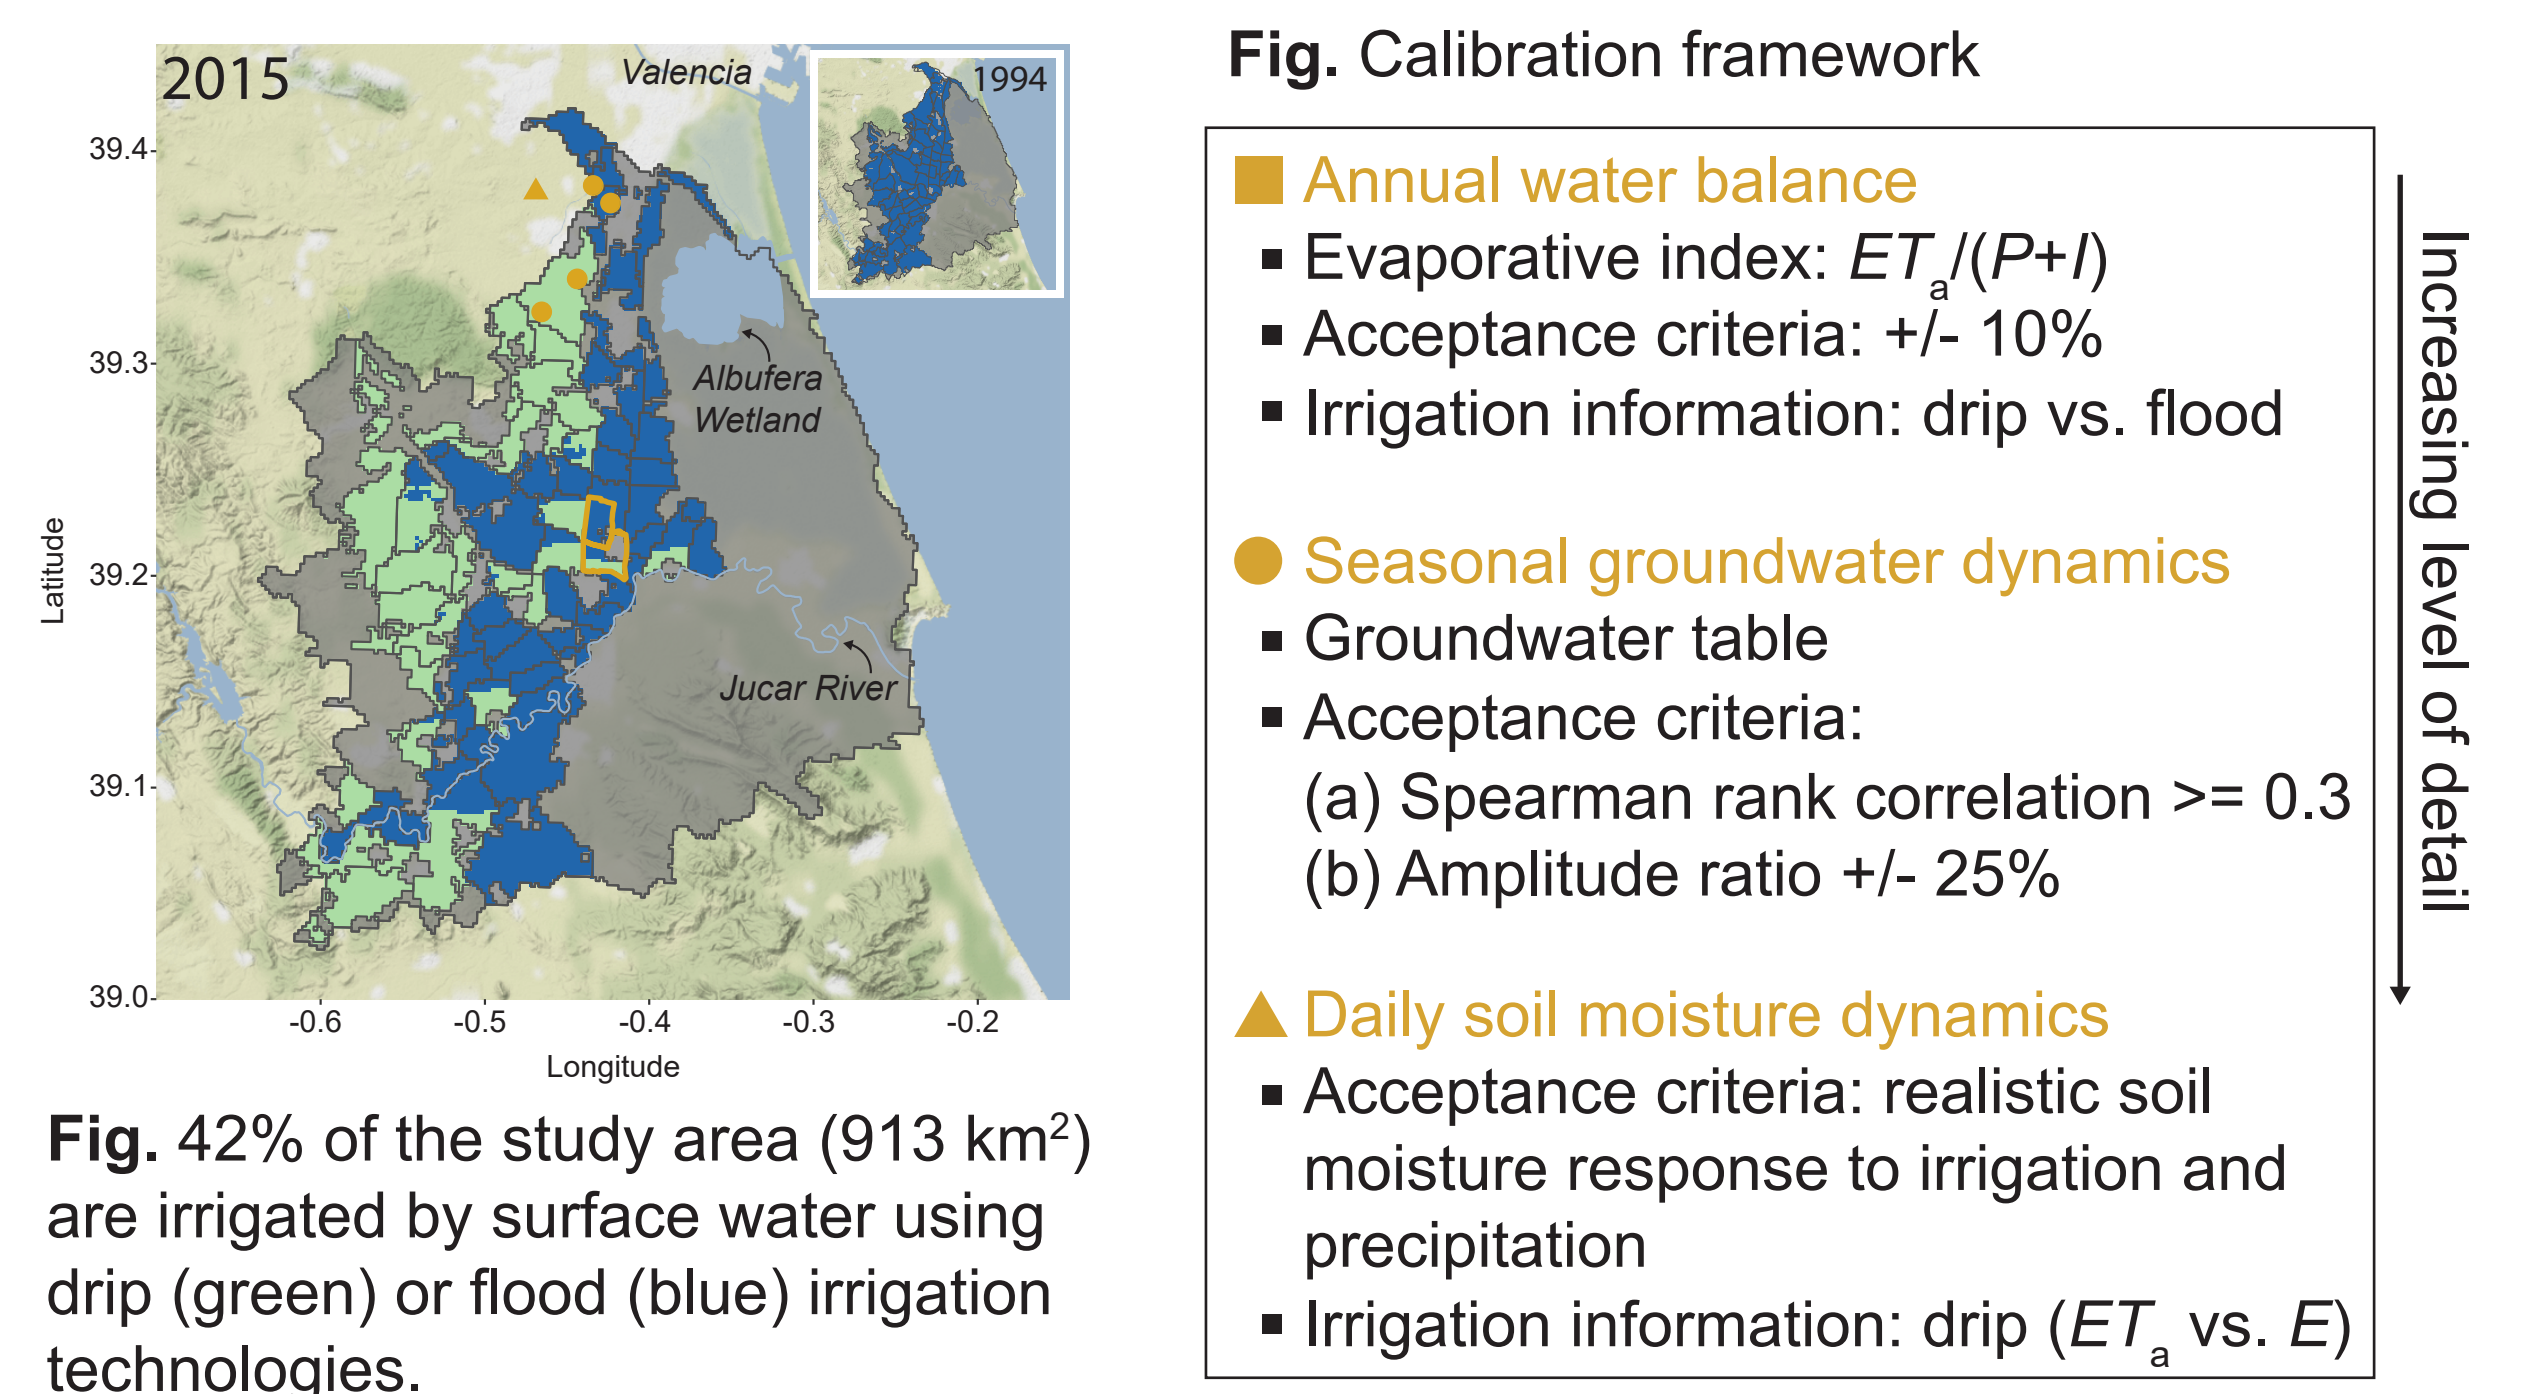 2015
Valencia
1994
39.4
39.3
39.2
39.1
39.0
Latitude
Albufera
Wetland
Jucar River
-0.6 -0.5 -0.4 -0.3 -0.2
Longitude
Fig. 42% of the study area (913 km²)
are irrigated by surface water using
drip (green) or flood (blue) irrigation
technologies.
Fig. Calibration framework
Annual water balance
▪ Evaporative index: ETa/(P+I)
▪ Acceptance criteria: +/- 10%
▪ Irrigation information: drip vs. flood
Seasonal groundwater dynamics
▪ Groundwater table
▪ Acceptance criteria:
(a) Spearman rank correlation >= 0.3
(b) Amplitude ratio +/- 25%
Daily soil moisture dynamics
▪ Acceptance criteria: realistic soil
moisture response to irrigation and
precipitation
▪ Irrigation information: drip (ETa vs. E)
Increasing level of detail